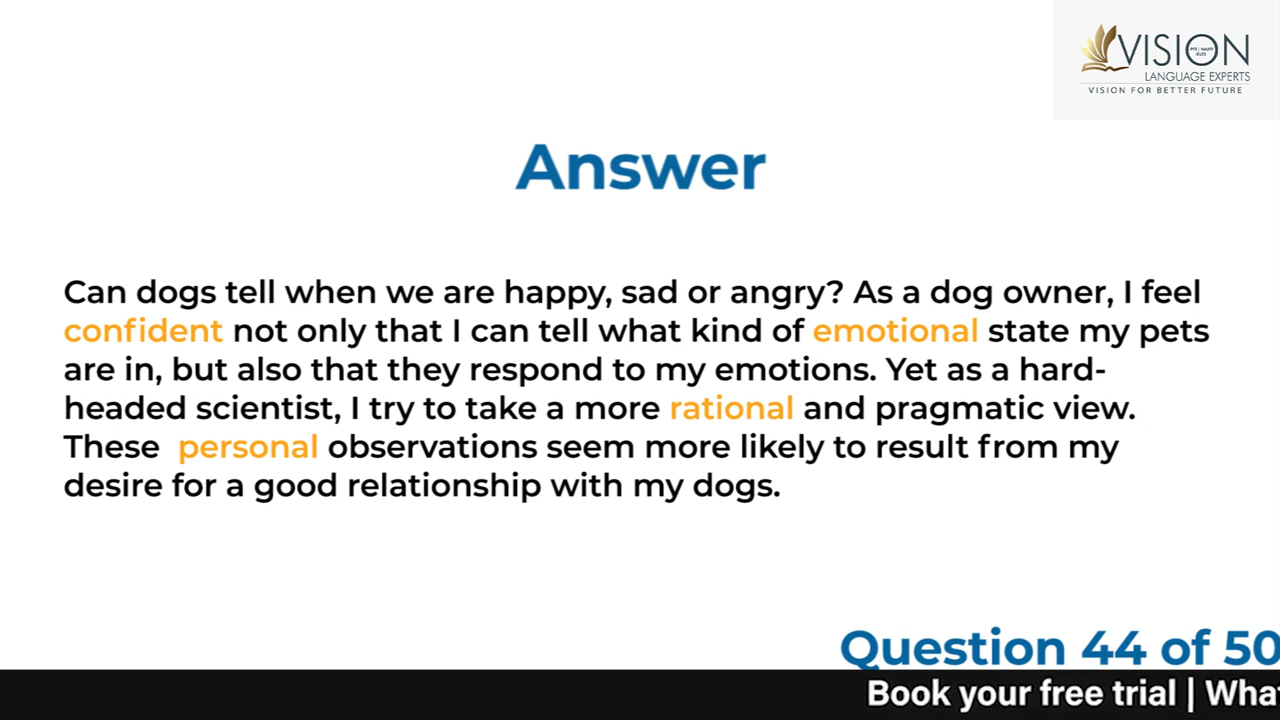 VISION
LANGUAGE EXPERTS
VISION FOR BETTER FUTURE
Answer
Can dogs tell when we are happy, sad or angry? As a dog owner, I feel
confident not only that I can tell what kind of emotional state my pets
are in, but also that they respond to my emotions. Yet as a hard-
headed scientist, I try to take a more rational and pragmatic view.
These personal observations seem more likely to result from my
desire for a good relationship with my dogs.
Question 44 of 50
Book your free trial |